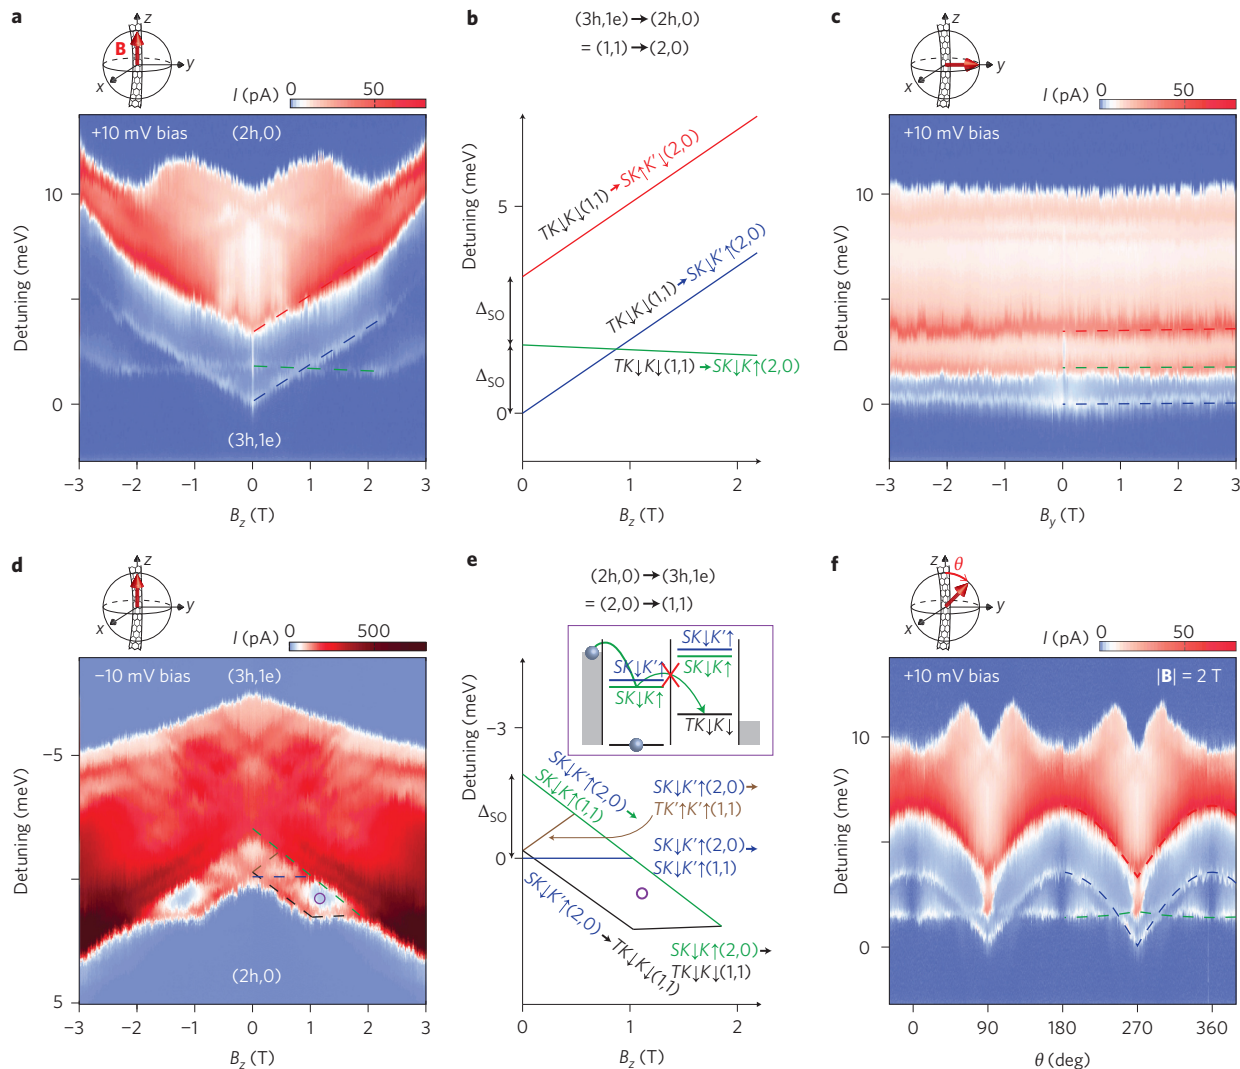 a
z
B
y
x
I (pA)
0
50
+10 mV bias
(2h,0)
(3h,1e)
Detuning (meV)
10
0
−3
−2
−1
0
1
2
3
B_z (T)
b
(3h,1e)→(2h,0)
= (1,1)→(2,0)
Detuning (meV)
5
0
Δ_SO
Δ_SO
TK↓K↓(1,1)→SK↑K′↓(2,0)
TK↓K↓(1,1)→SK↓K′↑(2,0)
TK↓K↓(1,1)→SK↓K↑(2,0)
0
1
2
B_z (T)
c
z
y
x
I (pA)
0
50
+10 mV bias
Detuning (meV)
10
0
−3
−2
−1
0
1
2
3
B_y (T)
d
z
y
x
I (pA)
0
500
−10 mV bias
(3h,1e)
(2h,0)
Detuning (meV)
−5
5
−3
−2
−1
0
1
2
3
B_z (T)
e
(2h,0)→(3h,1e)
= (2,0)→(1,1)
SK↓K′↑
SK↓K↑
SK↓K′↑
SK↓K↑
TK↓K↓
Detuning (meV)
−3
0
Δ_SO
SK↓K′↑(2,0)→
SK↓K↑(1,1)
SK↓K′↑(2,0)→
TK′↑K′↑(1,1)
SK↓K′↑(2,0)→
SK↓K′↑(1,1)
SK↓K′↑(2,0)→
TK↓K↓(1,1)
SK↓K↑(2,0)→
TK↓K↓(1,1)
0
1
2
B_z (T)
f
z
θ
y
x
I (pA)
0
50
+10 mV bias
|B| = 2 T
Detuning (meV)
10
0
0
90
180
270
360
θ (deg)